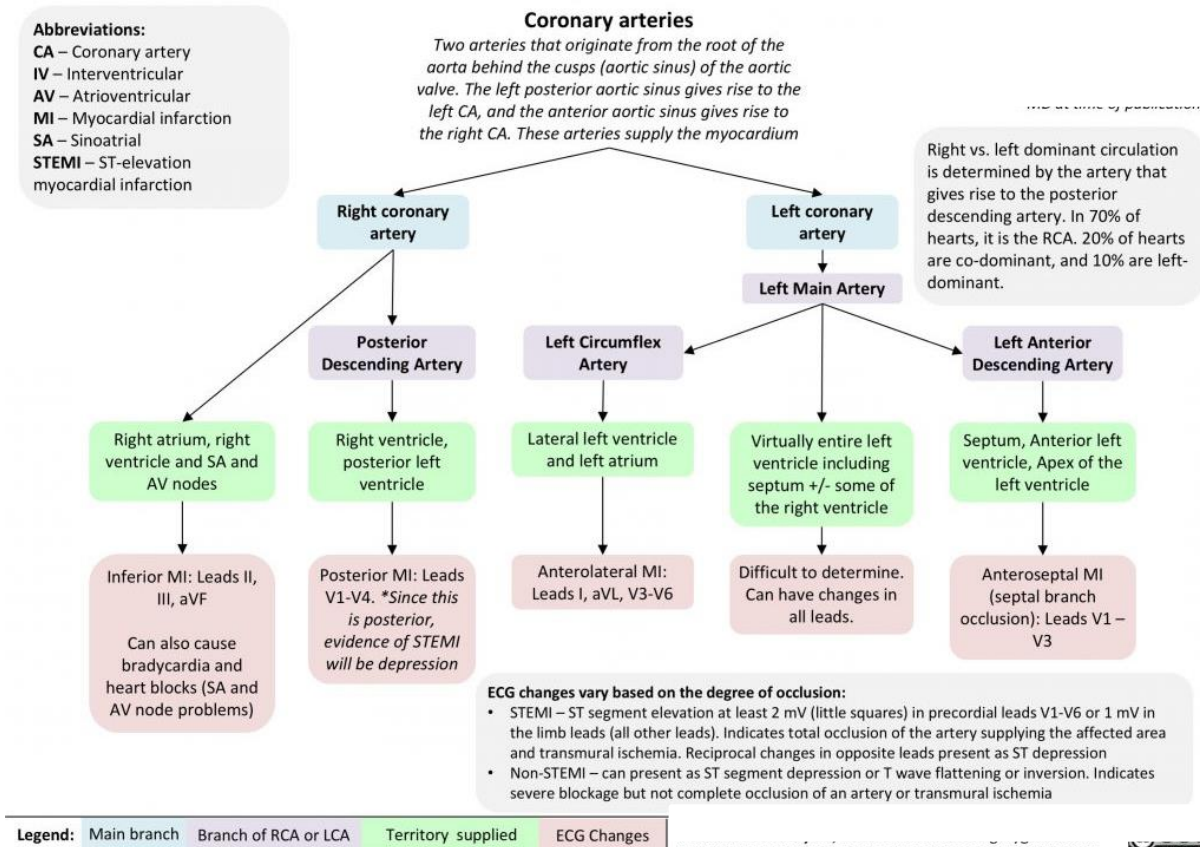 Abbreviations:
CA – Coronary artery
IV – Interventricular
AV – Atrioventricular
MI – Myocardial infarction
SA – Sinoatrial
STEMI – ST-elevation
myocardial infarction
Coronary arteries
Two arteries that originate from the root of the
aorta behind the cusps (aortic sinus) of the aortic
valve. The left posterior aortic sinus gives rise to the
left CA, and the anterior aortic sinus gives rise to
the right CA. These arteries supply the myocardium
MD at time of publication
Right vs. left dominant circulation
is determined by the artery that
gives rise to the posterior
descending artery. In 70% of
hearts, it is the RCA. 20% of hearts
are co-dominant, and 10% are left-
dominant.
Right coronary
artery
Left coronary
artery
Left Main Artery
Posterior
Descending Artery
Left Circumflex
Artery
Left Anterior
Descending Artery
Right atrium, right
ventricle and SA and
AV nodes
Right ventricle,
posterior left
ventricle
Lateral left ventricle
and left atrium
Virtually entire left
ventricle including
septum +/- some of
the right ventricle
Septum, Anterior left
ventricle, Apex of the
left ventricle
Inferior MI: Leads II,
III, aVF
Can also cause
bradycardia and
heart blocks (SA and
AV node problems)
Posterior MI: Leads
V1-V4. *Since this
is posterior,
evidence of STEMI
will be depression
Anterolateral MI:
Leads I, aVL, V3-V6
Difficult to determine.
Can have changes in
all leads.
Anteroseptal MI
(septal branch
occlusion): Leads V1 –
V3
ECG changes vary based on the degree of occlusion:
• STEMI – ST segment elevation at least 2 mV (little squares) in precordial leads V1-V6 or 1 mV in
the limb leads (all other leads). Indicates total occlusion of the artery supplying the affected area
and transmural ischemia. Reciprocal changes in opposite leads present as ST depression
• Non-STEMI – can present as ST segment depression or T wave flattening or inversion. Indicates
severe blockage but not complete occlusion of an artery or transmural ischemia
Legend: Main branch Branch of RCA or LCA Territory supplied ECG Changes